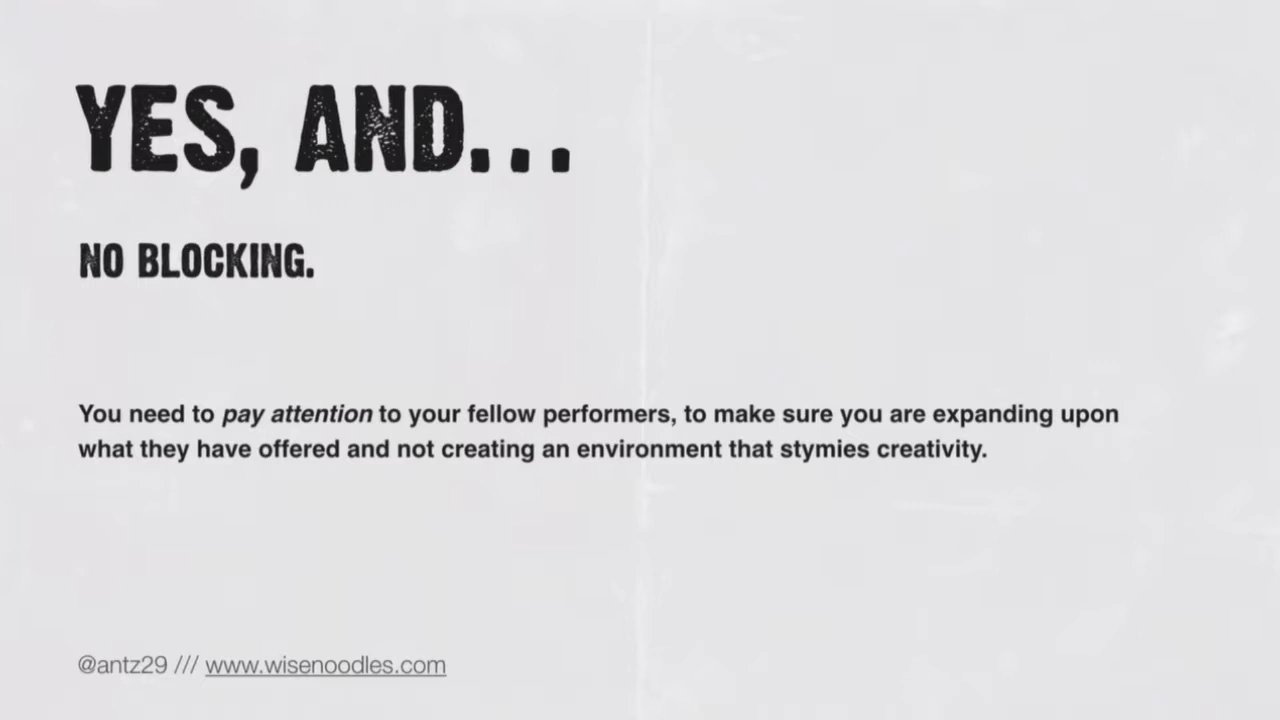 YES, AND...
NO BLOCKING.
You need to pay attention to your fellow performers, to make sure you are expanding upon
what they have offered and not creating an environment that stymies creativity.
@antz29 /// www.wisenoodles.com